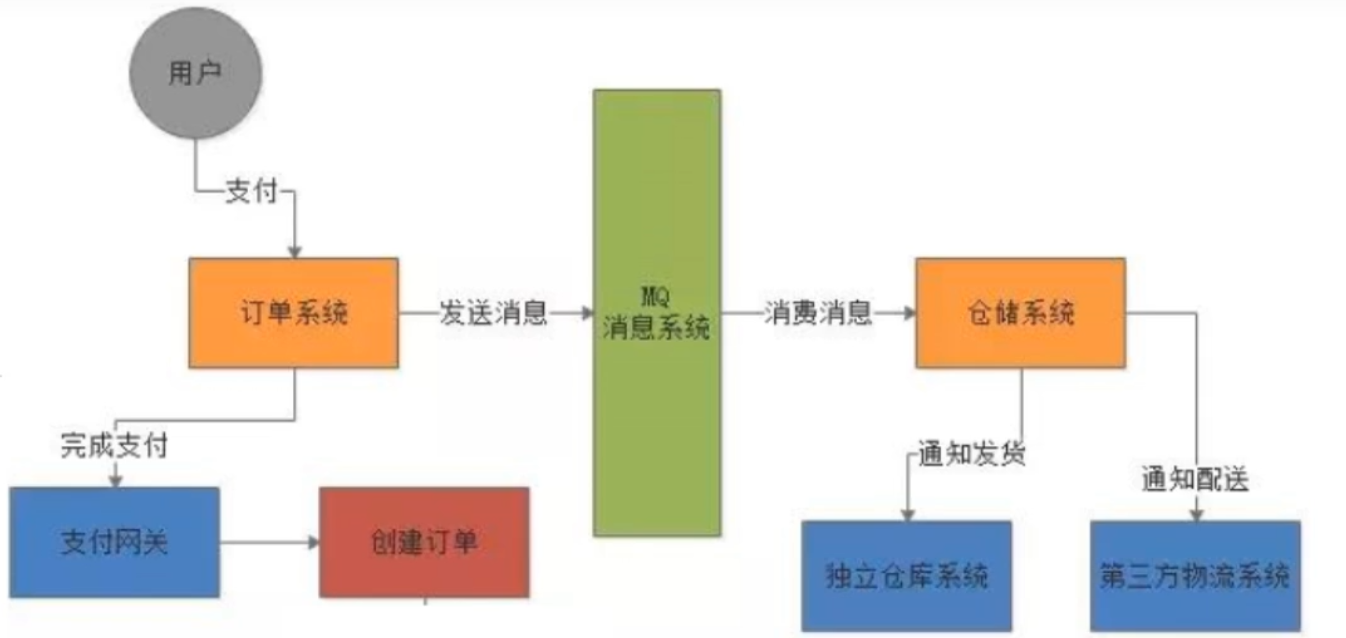 用户
支付
订单系统
发送消息
MQ
消息系统
消费消息
仓储系统
完成支付
通知发货
通知配送
支付网关
创建订单
独立仓库系统
第三方物流系统